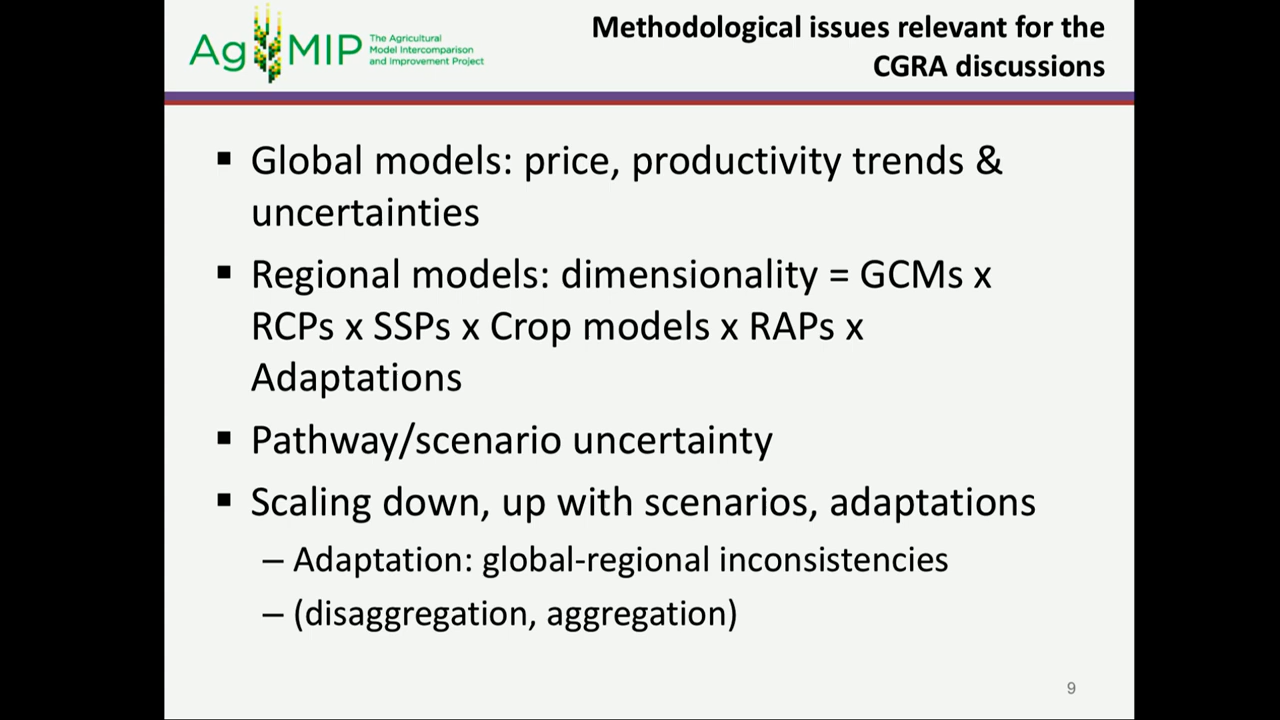 AgMIP
The Agricultural
Model Intercomparison
and Improvement Project
Methodological issues relevant for the
CGRA discussions
▪ Global models: price, productivity trends &
uncertainties
▪ Regional models: dimensionality = GCMs x
RCPs x SSPs x Crop models x RAPs x
Adaptations
▪ Pathway/scenario uncertainty
▪ Scaling down, up with scenarios, adaptations
– Adaptation: global-regional inconsistencies
– (disaggregation, aggregation)
9